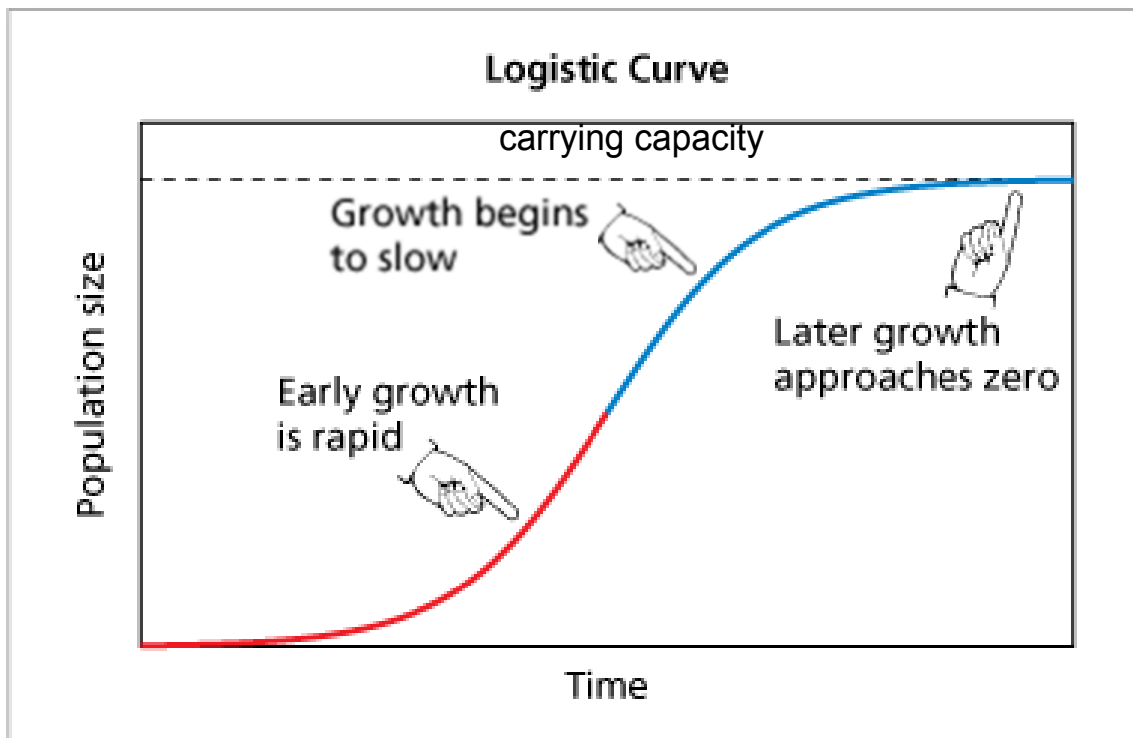 Logistic Curve
carrying capacity
Growth begins
to slow
Early growth
is rapid
Later growth
approaches zero
Population size
Time